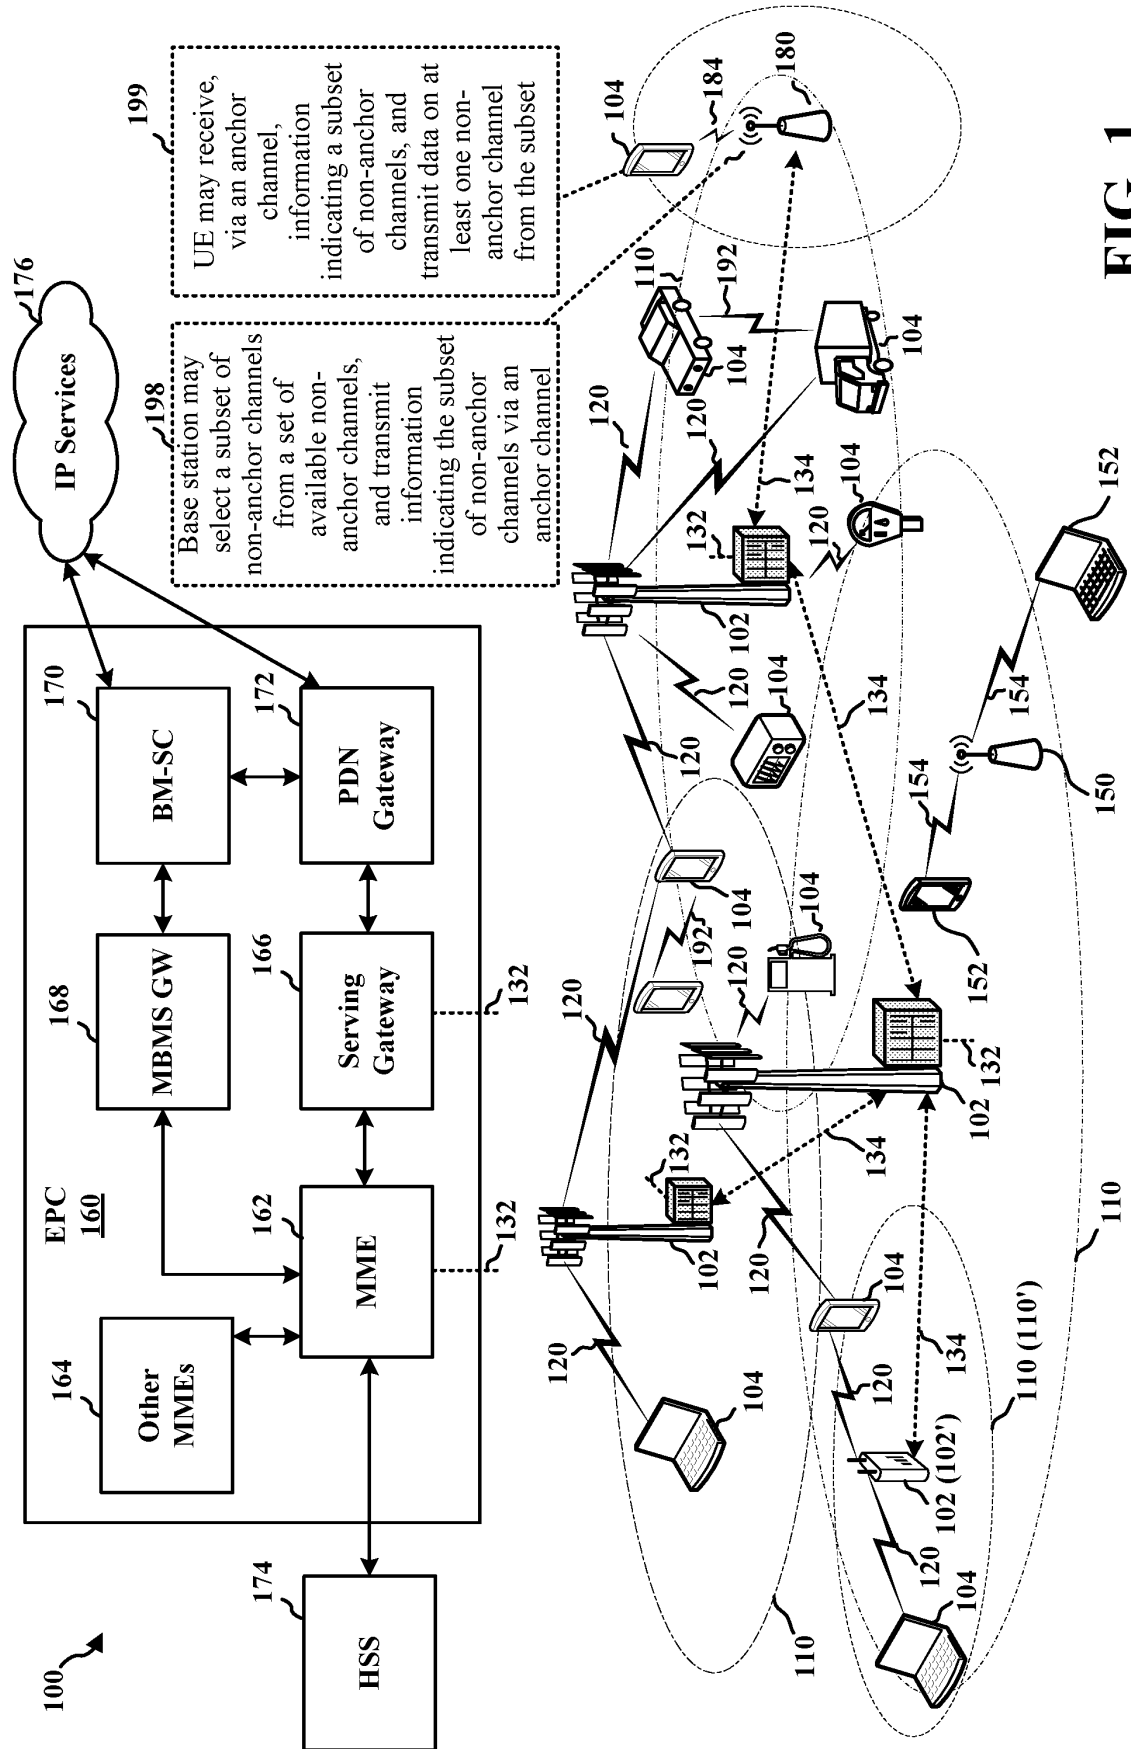 100
HSS
174
EPC
160
Other
MMEs
164
MME
162
132
MBMS GW
168
Serving
Gateway
166
132
BM-SC
170
PDN
Gateway
172
IP Services
176
Base station may
select a subset of
non-anchor channels
from a set of
available non-
anchor channels,
and transmit
information
indicating the subset
of non-anchor
channels via an
anchor channel
198
UE may receive,
via an anchor
channel,
information
indicating a subset
of non-anchor
channels, and
transmit data on at
least one non-
anchor channel
from the subset
199
110
104
120
102
132
120
134
120
104
192
120
104
120
104
120
104
120
102
132
120
120
134
110
192
104
120
104
104
184
180
104
120
102 (102')
120
104
134
110 (110')
110
102
132
134
152
154
150
154
152
FIG. 1